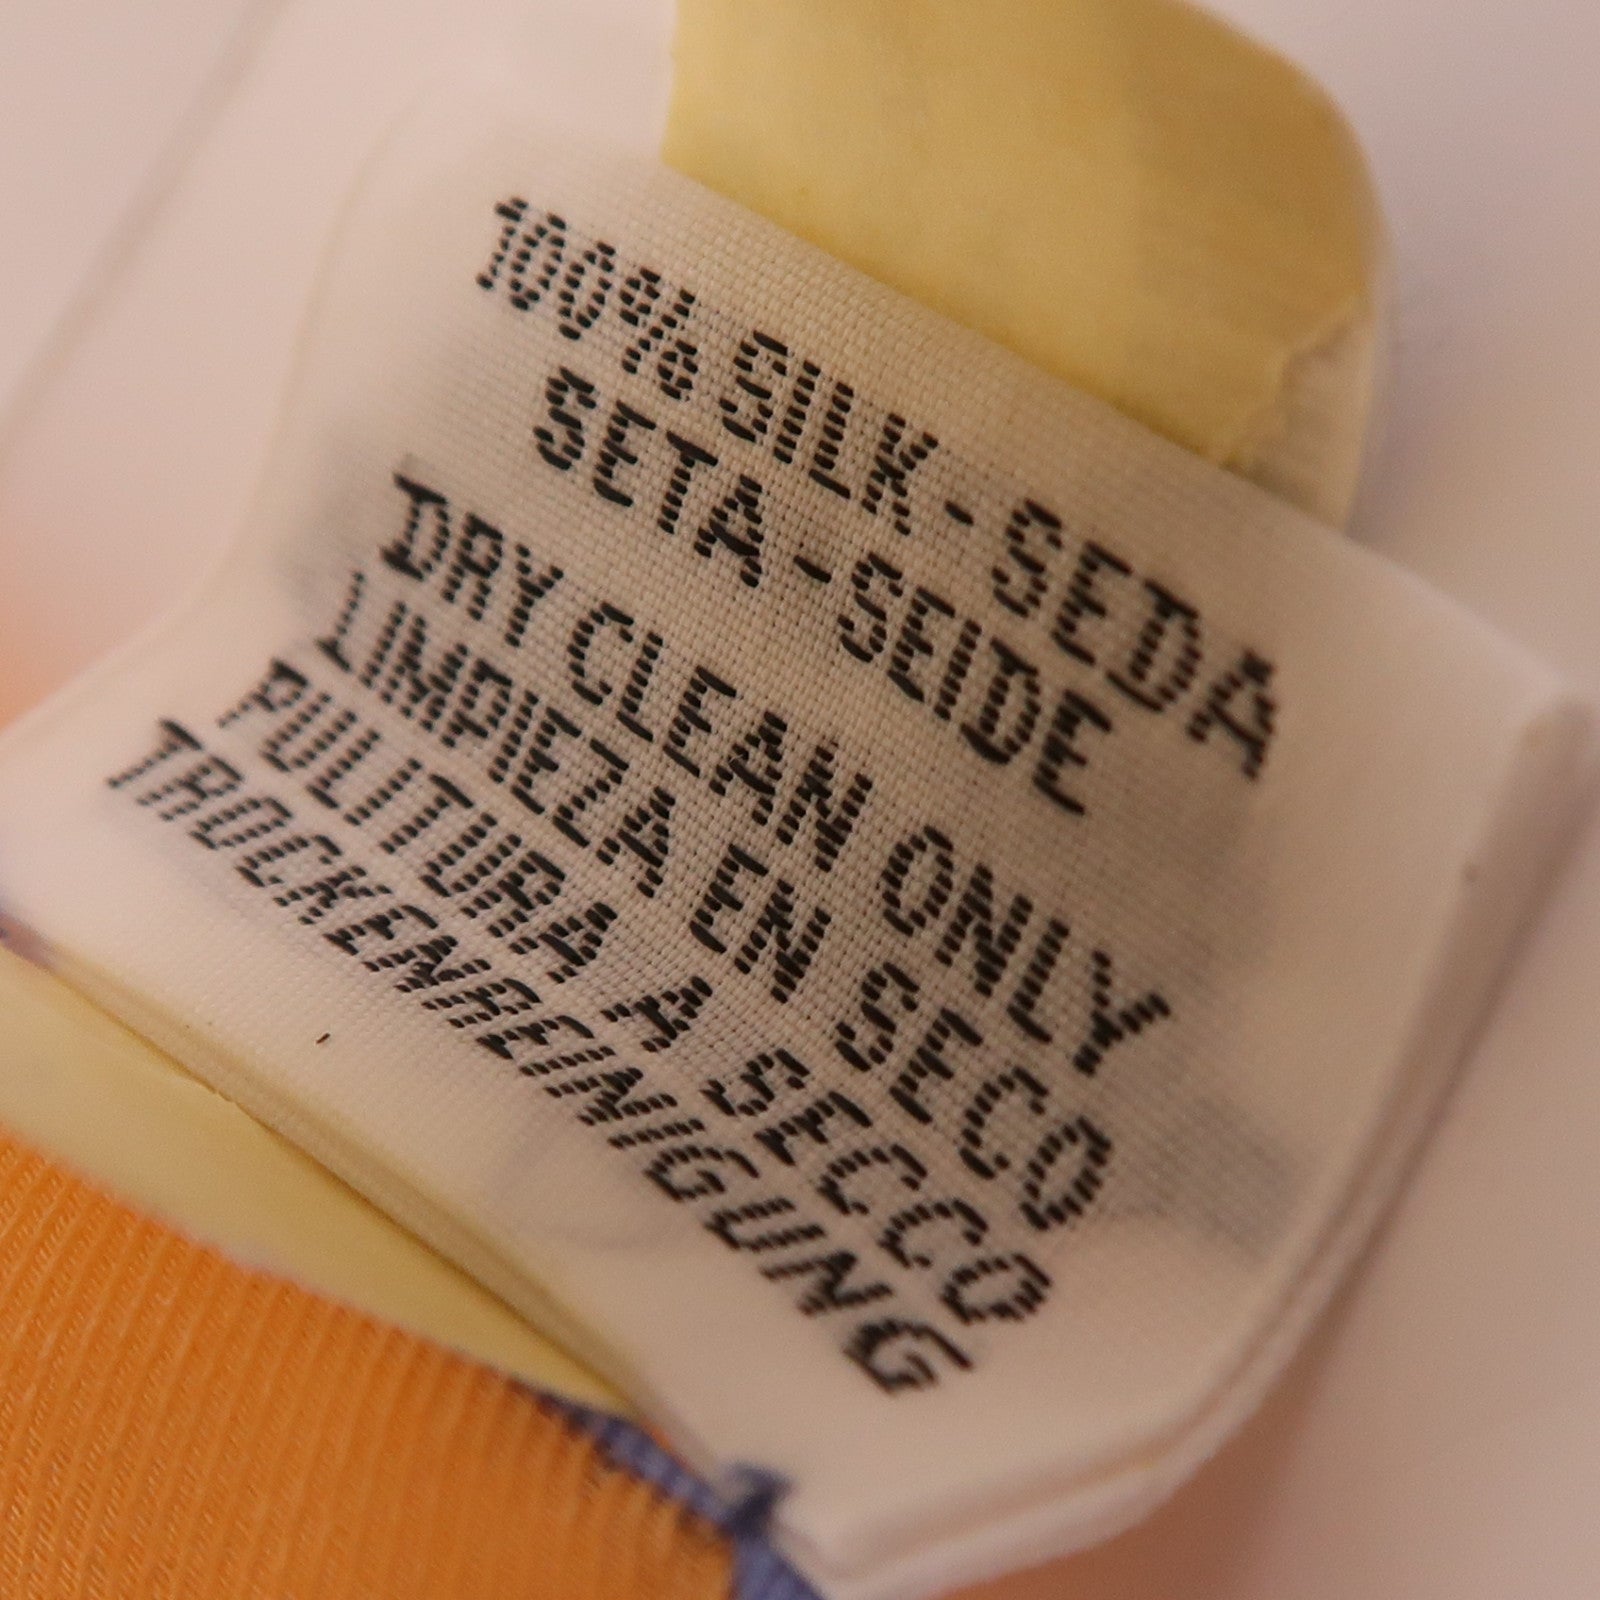 100% SILK - SEDA
SETA - SEIDE
DRY CLEAN ONLY
LIMPIEZA EN SECO
PULITURA A SECCO
TROCKENREINIGUNG